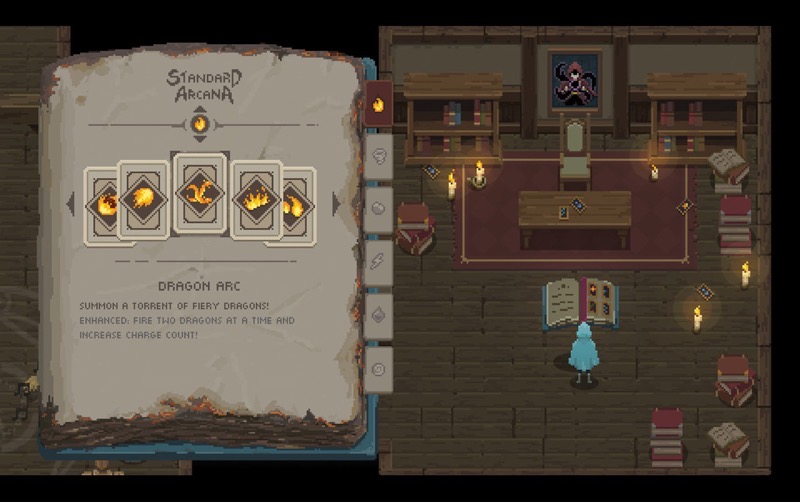 STANDARD
ARCANA
DRAGON ARC
SUMMON A TORRENT OF FIERY DRAGONS!
ENHANCED: FIRE TWO DRAGONS AT A TIME AND
INCREASE CHARGE COUNT!